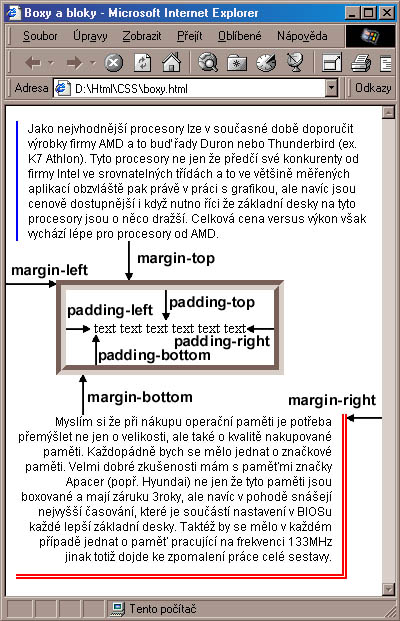 Boxy a bloky - Microsoft Internet Explorer
Soubor Úpravy Zobrazit Přejít Oblíbené Nápověda
Adresa D:\Html\CSS\boxy.html Odkazy
Jako nejvhodnější procesory lze v současné době doporučit
výrobky firmy AMD a to buď řady Duron nebo Thunderbird (ex.
K7 Athlon). Tyto procesory ne jen že předčí své konkurenty od
firmy Intel ve srovnatelných třídách a to ve většině měřených
aplikací obzvláště pak právě v práci s grafikou, ale navíc jsou
cenově dostupnější i když nutno říci že základní desky na tyto
procesory jsou o něco dražší. Celková cena versus výkon však
vychází lépe pro procesory od AMD.
margin-top
margin-left
padding-top
padding-left
text text text text text text
padding-right
padding-bottom
margin-bottom
margin-right
Myslím si že při nákupu operační paměti je potřeba
přemýšlet ne jen o velikosti, ale také o kvalitě nakupované
paměti. Každopádně bych se mělo jednat o značkové
paměti. Velmi dobré zkušenosti mám s paměťmi značky
Apacer (popř. Hyundai) ne jen že tyto paměti jsou
boxované a mají záruku 3roky, ale navíc v pohodě snášejí
nejvyšší časování, které je součástí nastavení v BIOSu
každé lepší základní desky. Taktéž by se mělo v každém
případě jednat o paměť pracující na frekvenci 133MHz
jinak totiž dojde ke zpomalení práce celé sestavy.
Tento počítač